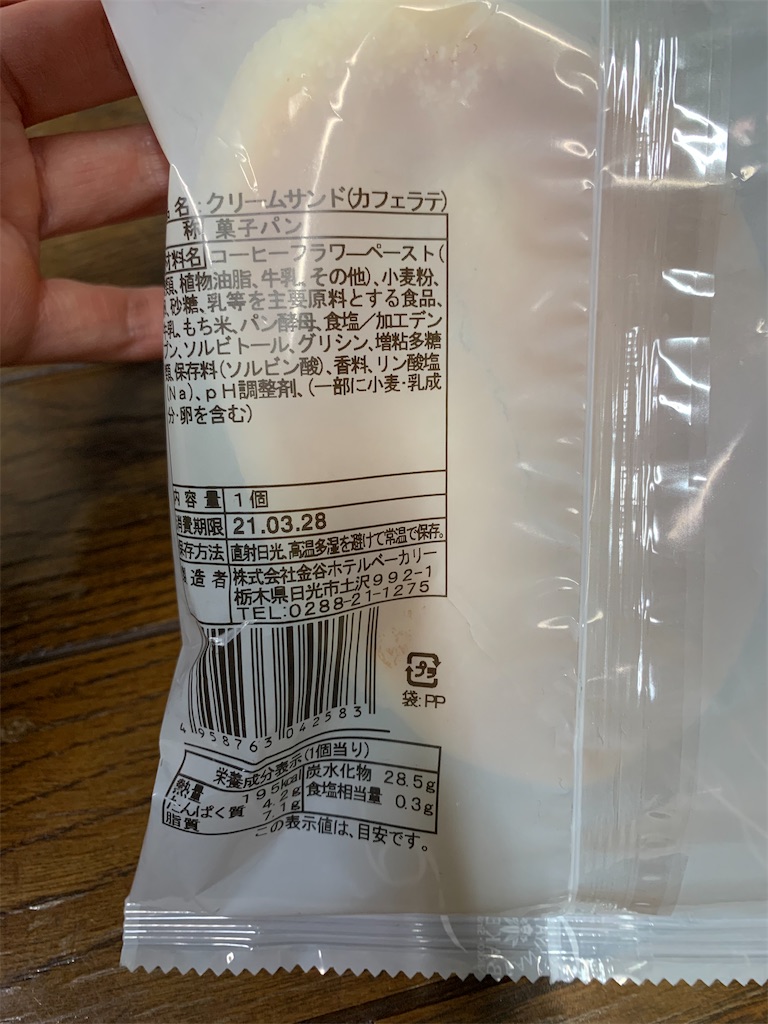 名 クリームサンド(カフェラテ)
称 菓子パン
材料名 コーヒーフラワーペースト(
類、植物油脂、牛乳、その他)、小麦粉、
砂糖、乳等を主要原料とする食品、
牛乳、もち米、パン酵母、食塩/加工デン
プン、ソルビトール、グリシン、増粘多糖
類、保存料(ソルビン酸)、香料、リン酸塩
(Na)、pH調整剤、(一部に小麦・乳成
分・卵を含む)
内容量 1個
消費期限 21.03.28
保存方法 直射日光、高温多湿を避けて常温で保存。
製造者 株式会社金谷ホテルベーカリー
栃木県日光市土沢992-1
TEL:0288-21-1275
プラ
袋:PP
4958763042583
栄養成分表示(1個当り)
熱量 195kcal 炭水化物 28.5g
たんぱく質 4.2g 食塩相当量 0.3g
脂質 7.1g
この表示値は、目安です。